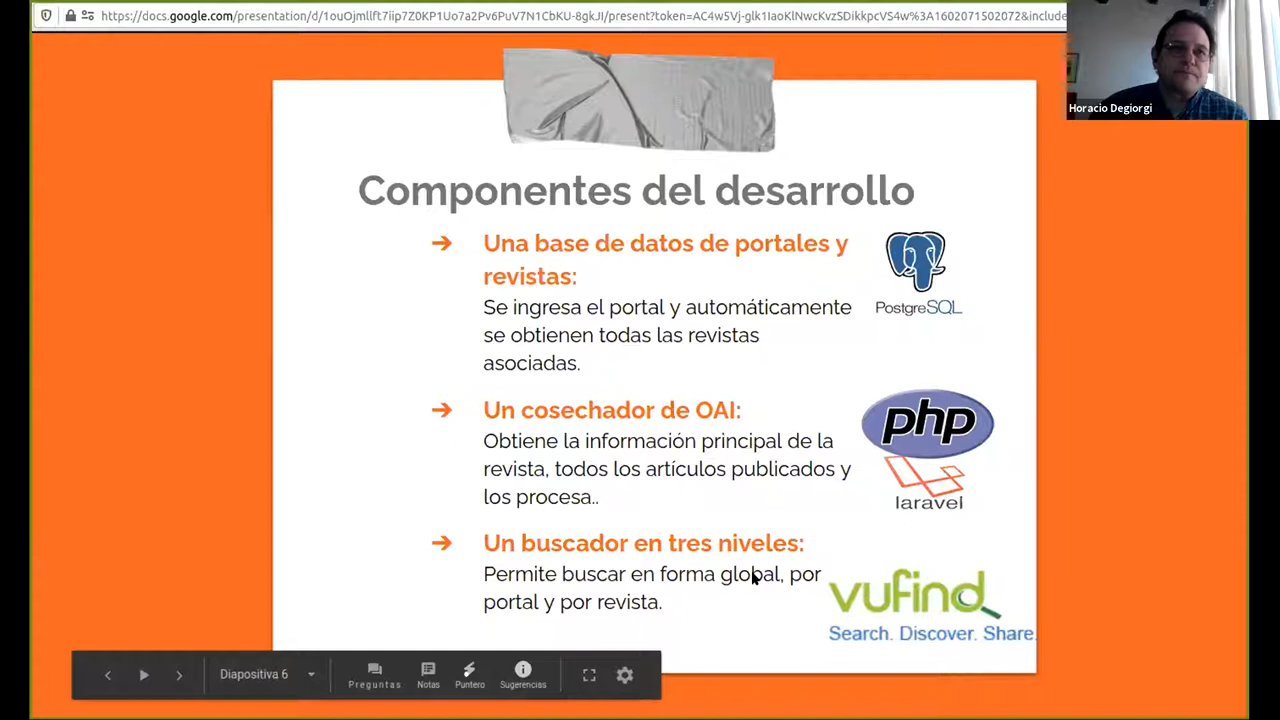 https://docs.google.com/presentation/d/1ouOjmllft7iip7Z0KP1Uo7a2Pv6PuV7N1CbKU-8gkJI/present?token=AC4w5Vj-glk1IaoKlNwcKvzSDikkpcVS4w%3A1602071502072&include
Horacio Degiorgi
Componentes del desarrollo
➔ Una base de datos de portales y
revistas:
Se ingresa el portal y automáticamente
se obtienen todas las revistas
asociadas.
PostgreSQL
➔ Un cosechador de OAI:
Obtiene la información principal de la
revista, todos los artículos publicados y
los procesa..
php
laravel
➔ Un buscador en tres niveles:
Permite buscar en forma global, por
portal y por revista.
vufind
Search. Discover. Share.
Diapositiva 6
Preguntas
Notas
Puntero
Sugerencias